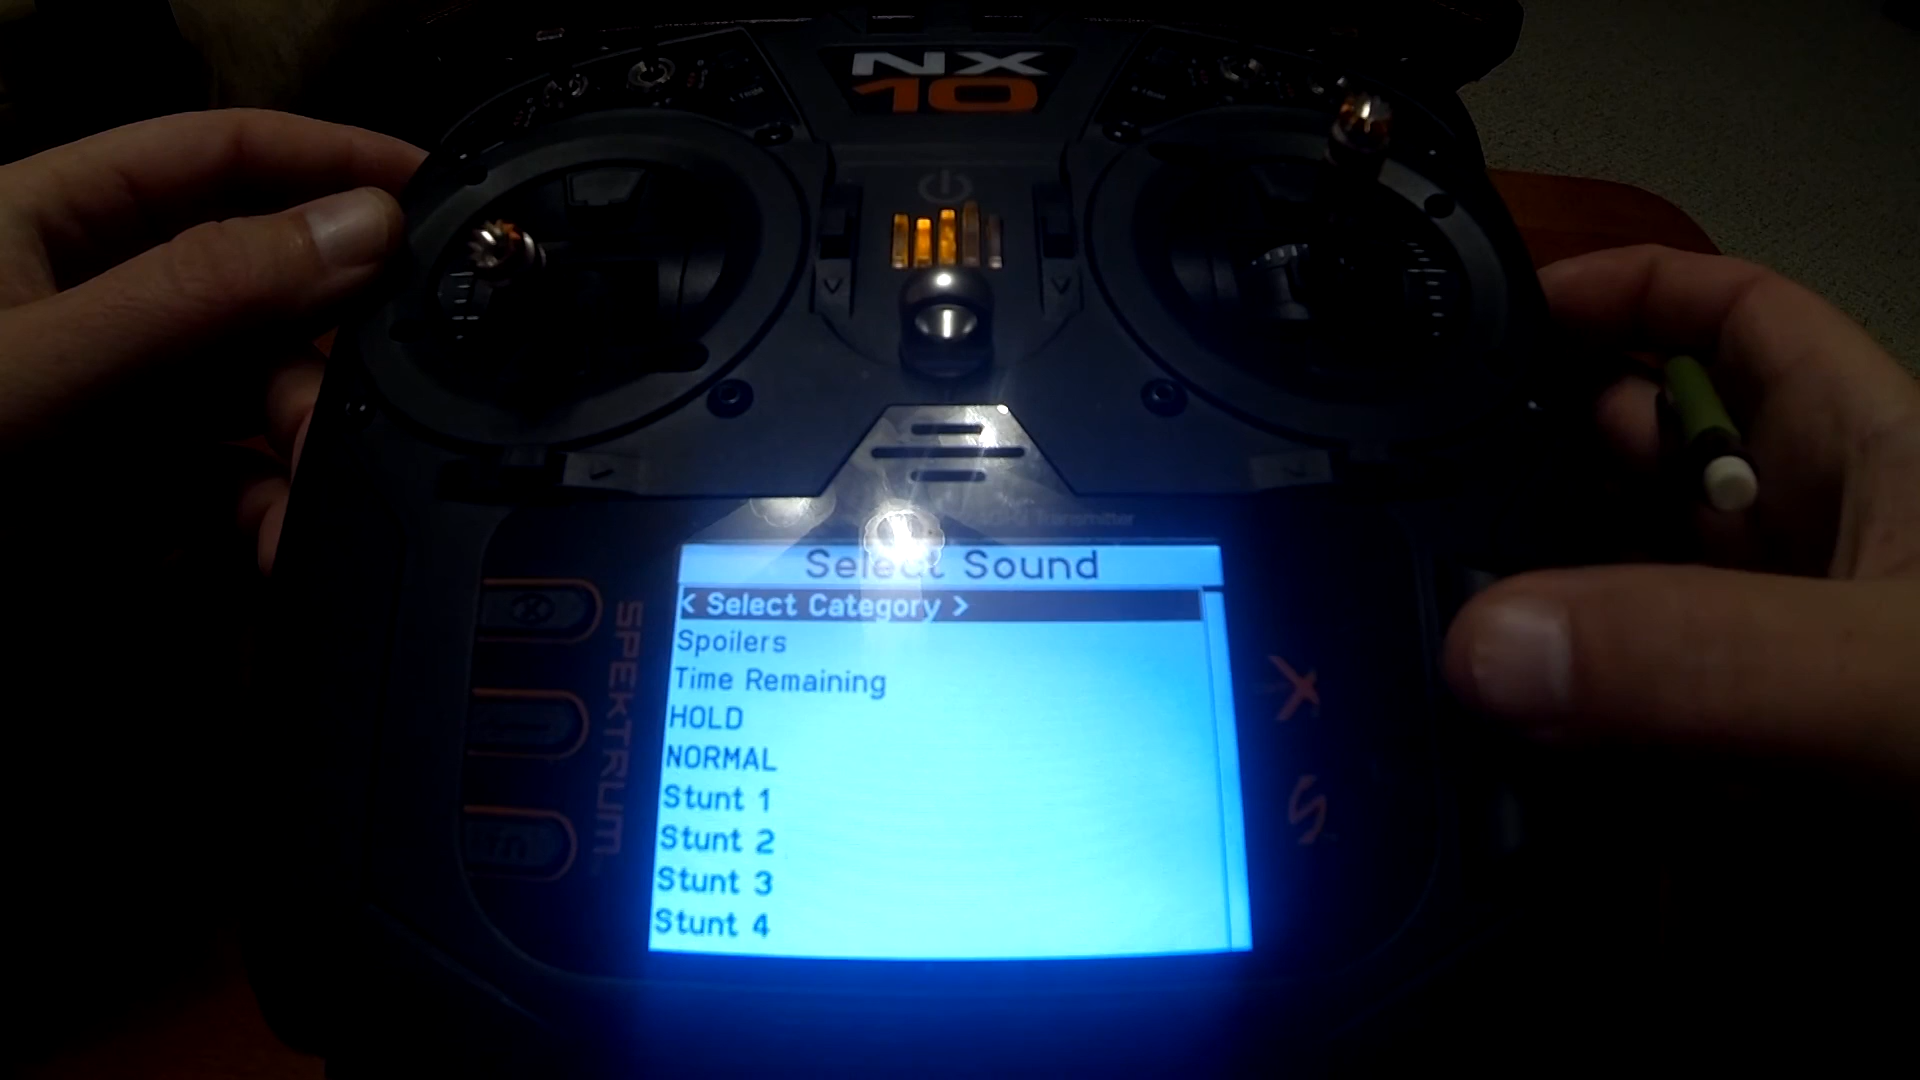 NX
10
Transmitter
Select Sound
< Select Category >
Spoilers
Time Remaining
HOLD
NORMAL
Stunt 1
Stunt 2
Stunt 3
Stunt 4
SPEKTRUM